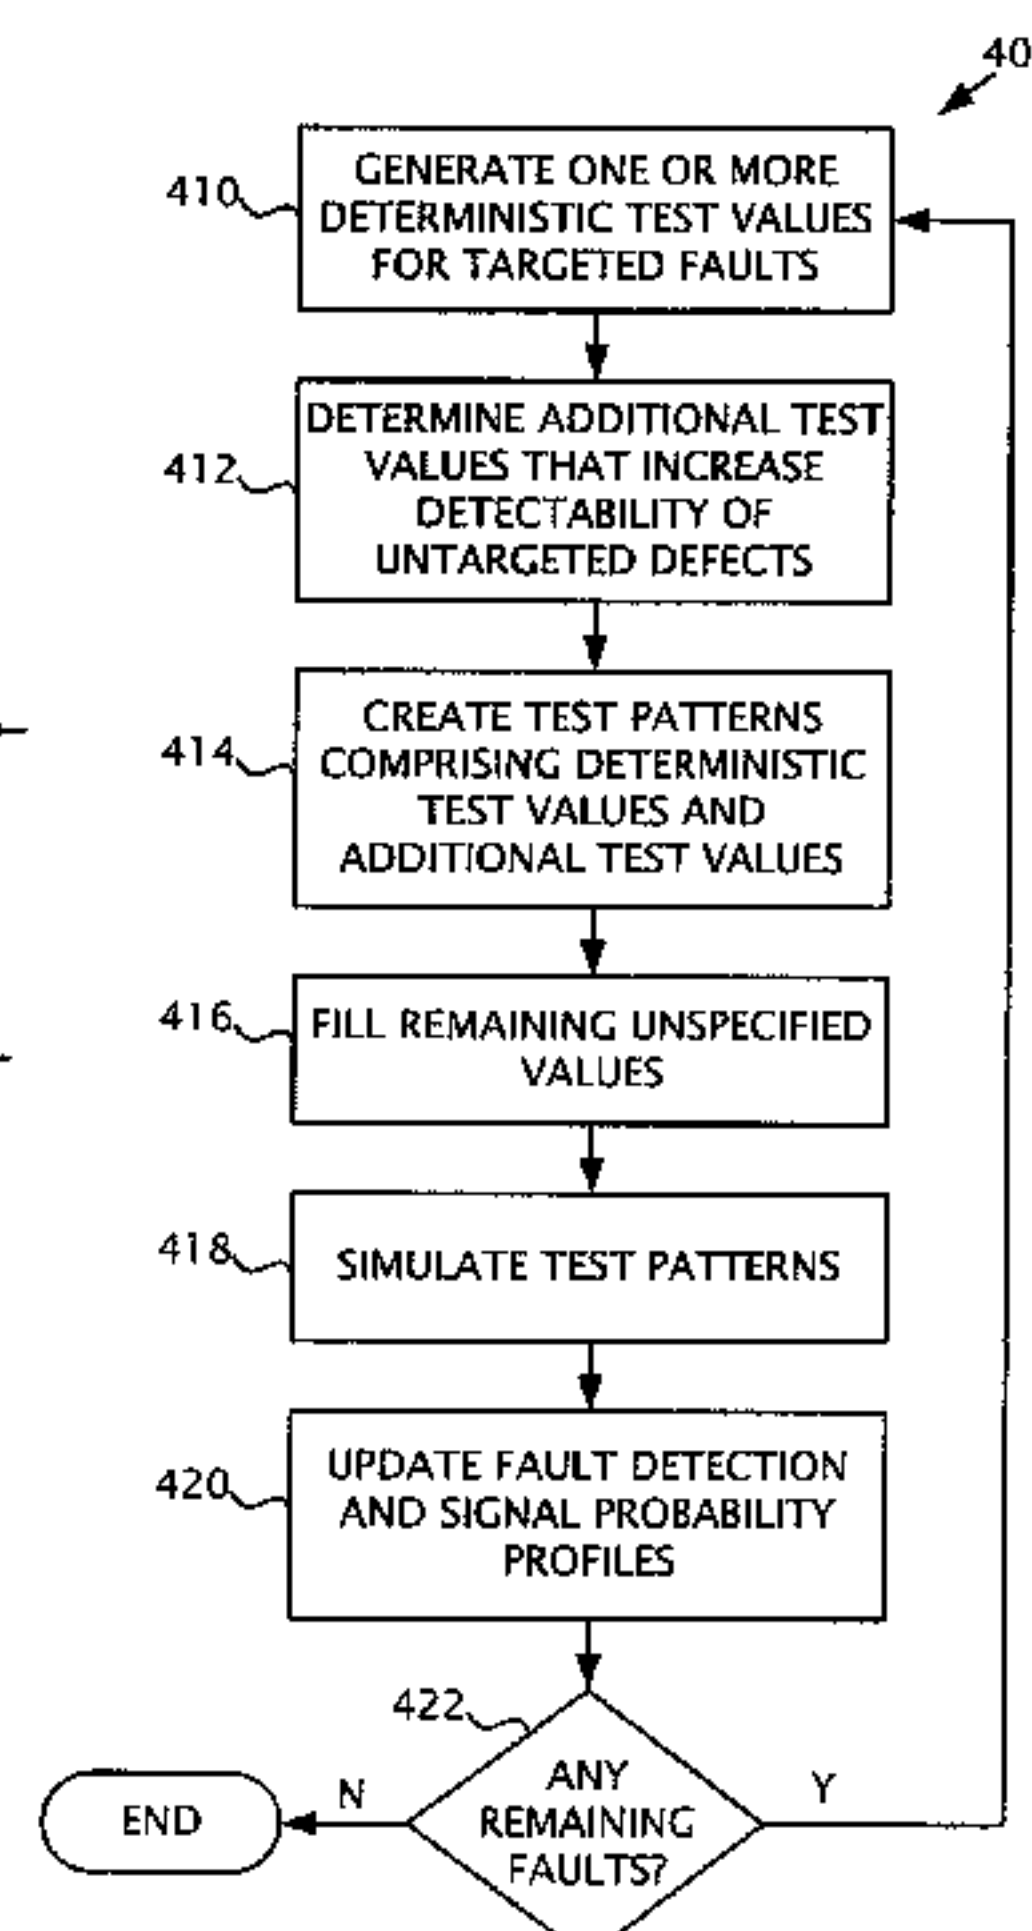 40
410
GENERATE ONE OR MORE
DETERMINISTIC TEST VALUES
FOR TARGETED FAULTS
412
DETERMINE ADDITIONAL TEST
VALUES THAT INCREASE
DETECTABILITY OF
UNTARGETED DEFECTS
414
CREATE TEST PATTERNS
COMPRISING DETERMINISTIC
TEST VALUES AND
ADDITIONAL TEST VALUES
416
FILL REMAINING UNSPECIFIED
VALUES
418
SIMULATE TEST PATTERNS
420
UPDATE FAULT DETECTION
AND SIGNAL PROBABILITY
PROFILES
422
ANY
REMAINING
FAULTS?
N
Y
END